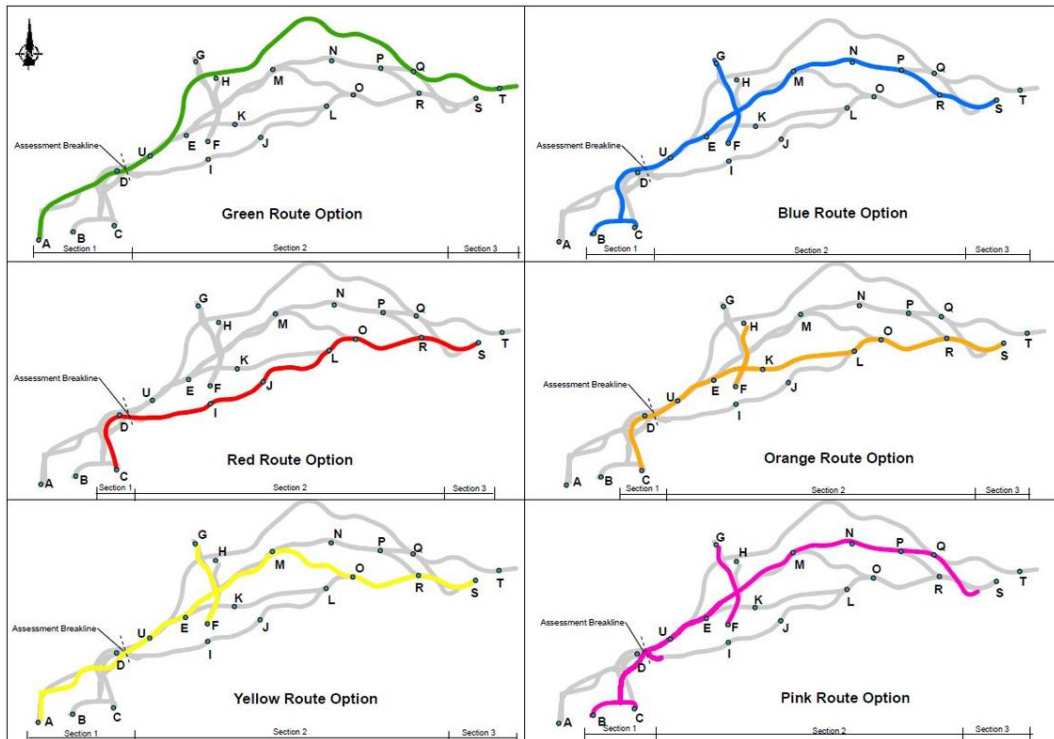 N
G
H
N
M
P
Q
T
S
R
O
L
K
E
F
J
I
U
D
Assessment Breakline
A
B
C
Green Route Option
Section 1
Section 2
Section 3
G
H
N
M
P
Q
T
S
R
O
L
K
E
F
J
I
U
D
Assessment Breakline
A
B
C
Blue Route Option
Section 1
Section 2
Section 3
G
H
N
M
P
Q
T
S
R
O
L
K
E
F
J
I
U
D
Assessment Breakline
A
B
C
Red Route Option
Section 1
Section 2
Section 3
G
H
N
M
P
Q
T
S
R
O
L
K
E
F
J
I
U
D
Assessment Breakline
A
B
C
Orange Route Option
Section 1
Section 2
Section 3
G
H
N
M
P
Q
T
S
R
O
L
K
E
F
J
I
U
D
Assessment Breakline
A
B
C
Yellow Route Option
Section 1
Section 2
Section 3
G
H
N
M
P
Q
T
S
R
O
L
K
E
F
J
I
U
D
Assessment Breakline
A
B
C
Pink Route Option
Section 1
Section 2
Section 3